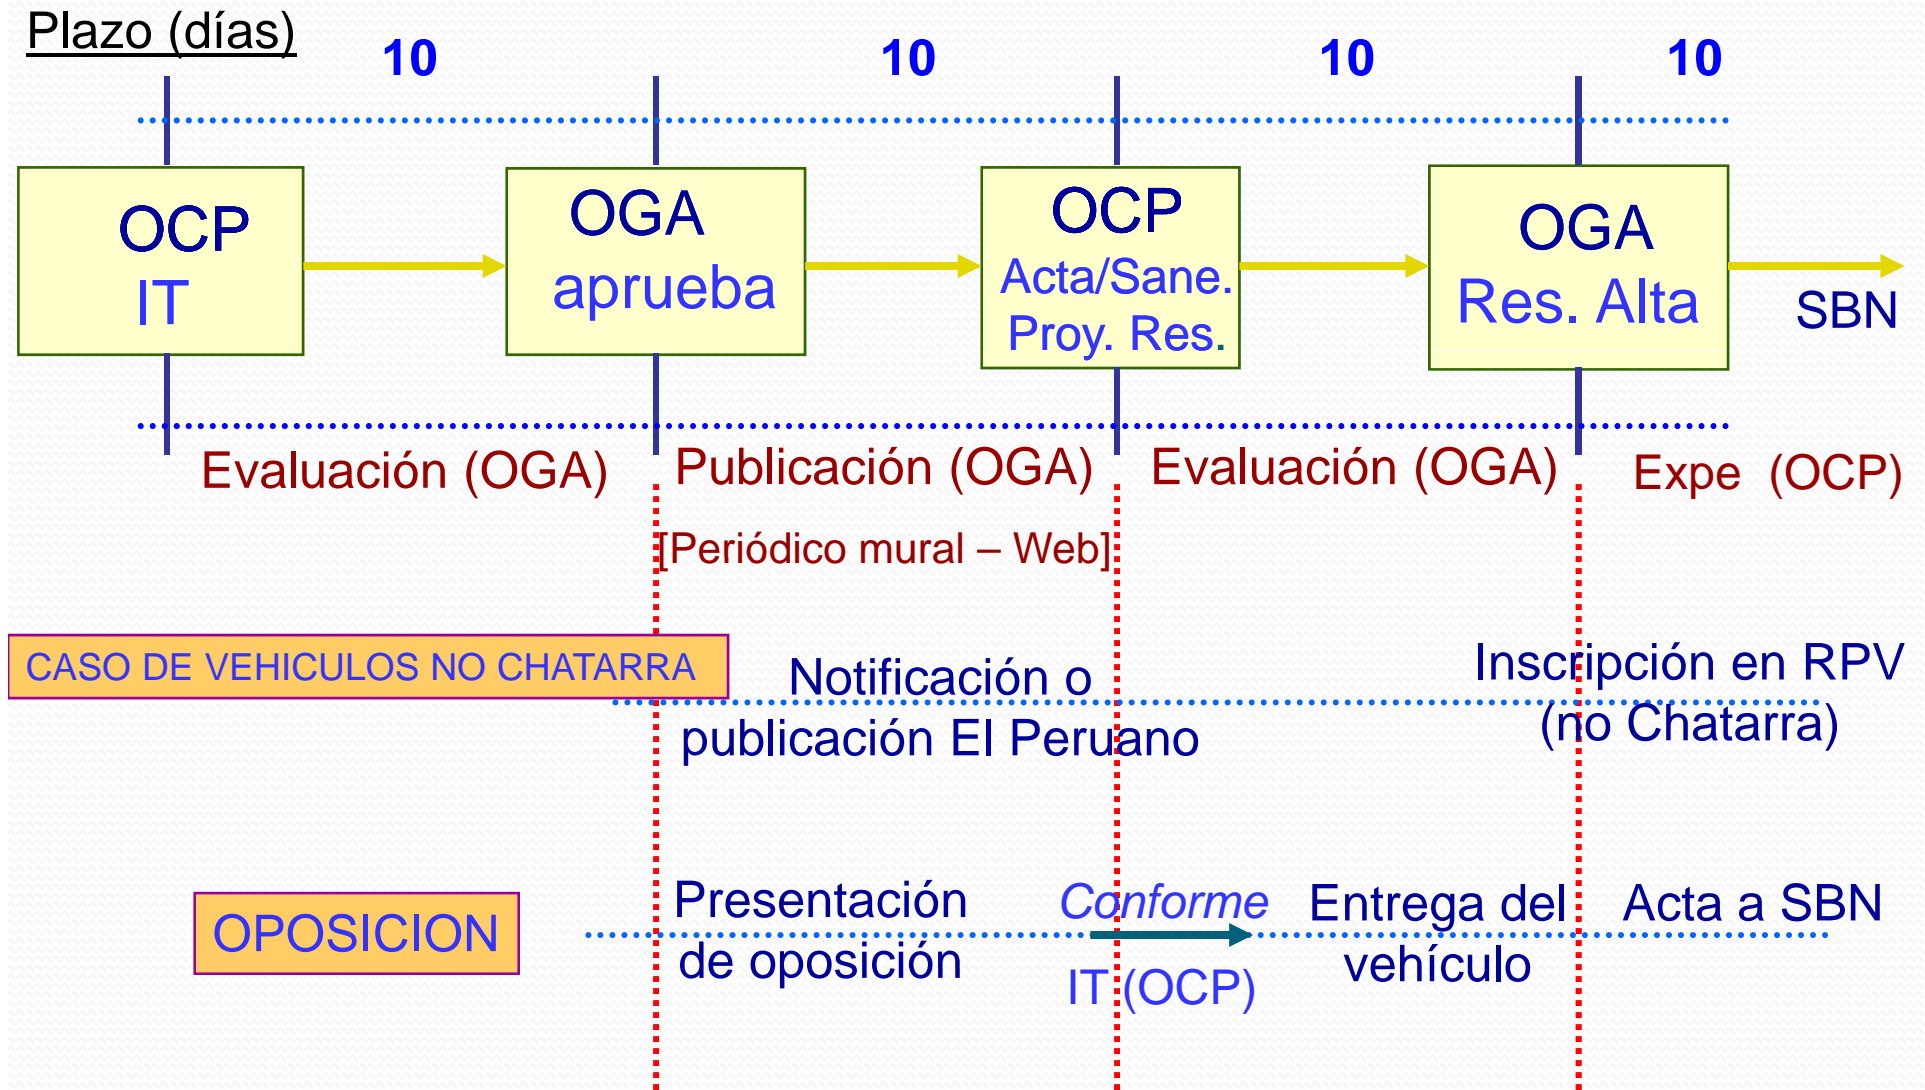 Plazo (días)
10
10
10
10
OCP
IT
OGA
aprueba
OCP
Acta/Sane.
Proy. Res.
OGA
Res. Alta
SBN
Evaluación (OGA)
Publicación (OGA)
Evaluación (OGA)
Expe (OCP)
[Periódico mural – Web]
CASO DE VEHICULOS NO CHATARRA
Notificación o
publicación El Peruano
Inscripción en RPV
(no Chatarra)
OPOSICION
Presentación
de oposición
Conforme
IT (OCP)
Entrega del
vehículo
Acta a SBN